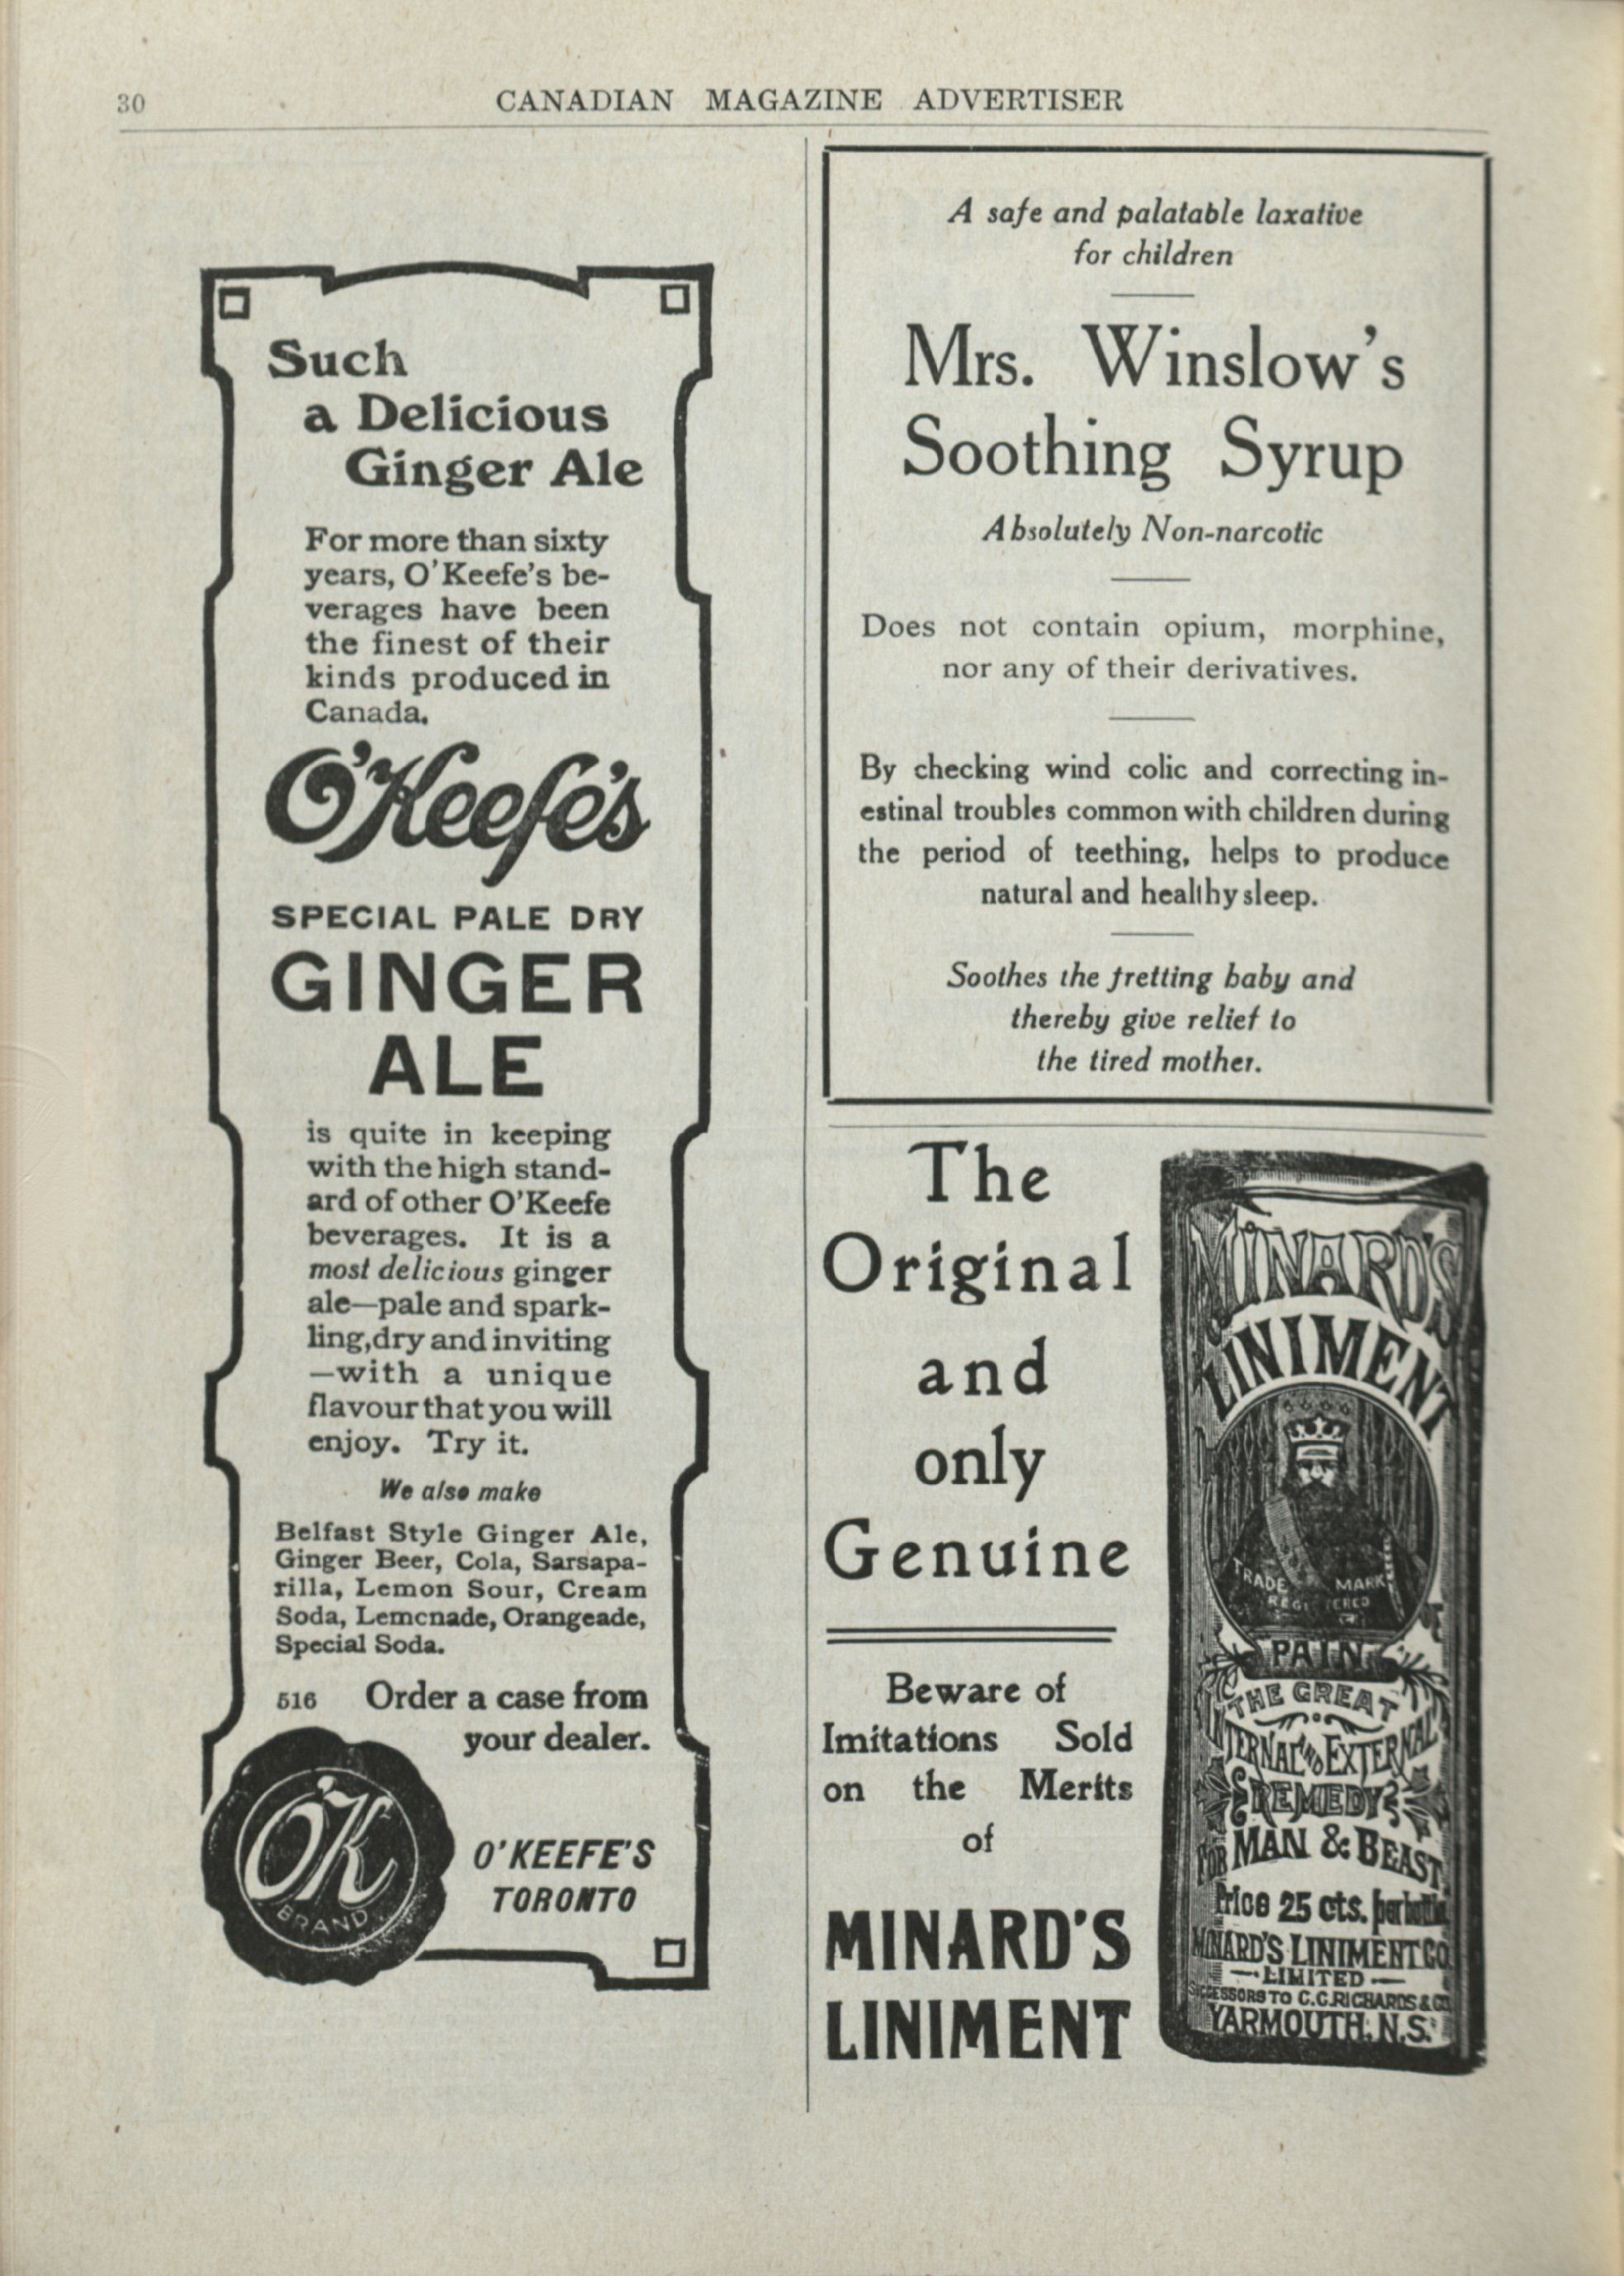 30
CANADIAN MAGAZINE ADVERTISER
Such
a Delicious
Ginger Ale
For more than sixty
years, O'Keefe's be-
verages have been
the finest of their
kinds produced in
Canada.
O'Keefe's
SPECIAL PALE DRY
GINGER
ALE
is quite in keeping
with the high stand-
ard of other O'Keefe
beverages. It is a
most delicious ginger
ale—pale and spark-
ling, dry and inviting
—with a unique
flavour that you will
enjoy. Try it.
We also make
Belfast Style Ginger Ale,
Ginger Beer, Cola, Sarsapa-
rilla, Lemon Sour, Cream
Soda, Lemcnade, Orangeade,
Special Soda.
516 Order a case from
your dealer.
O'K
BRAND
O'KEEFE'S
TORONTO
A safe and palatable laxative
for children
Mrs. Winslow's
Soothing Syrup
Absolutely Non-narcotic
Does not contain opium, morphine,
nor any of their derivatives.
By checking wind colic and correcting in-
estinal troubles common with children during
the period of teething, helps to produce
natural and healthy sleep.
Soothes the fretting baby and
thereby give relief to
the tired mother.
The
Original
and
only
Genuine
Beware of
Imitations Sold
on the Merits
of
MINARD'S
LINIMENT
MINARD'S
LINIMENT
TRADE MARK
REGISTERED
OF
PAIN
THE GREAT
INTERNAL AND EXTERNAL
REMEDY
FOR MAN & BEAST
Price 25 cts. per bottle
MINARD'S LINIMENT CO.
LIMITED
SUCCESSORS TO C.C. RICHARDS & CO.
YARMOUTH, N.S.